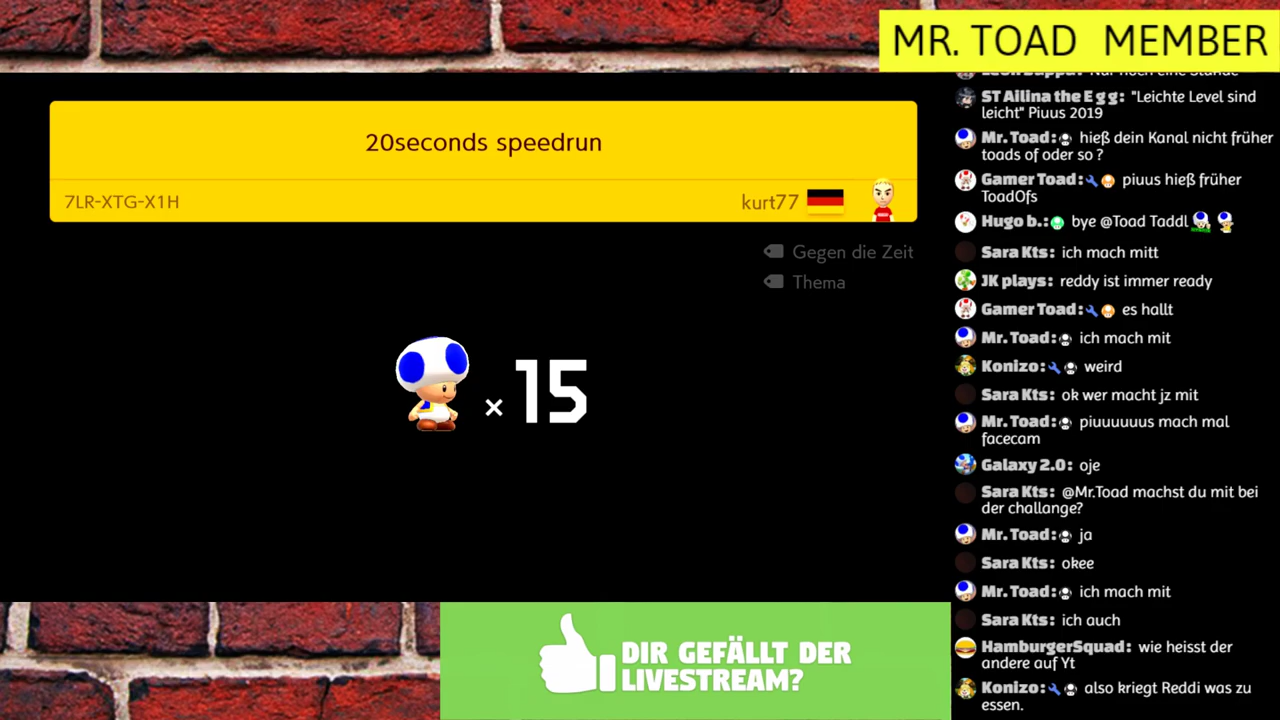 MR. TOAD MEMBER
20seconds speedrun
7LR-XTG-X1H
kurt77
Gegen die Zeit
Thema
× 15
DIR GEFÄLLT DER
LIVESTREAM?
Nur noch eine Stunde
ST Ailina the E g g: "Leichte Level sind
leicht" Piuus 2019
Mr. Toad: hieß dein Kanal nicht früher
toads of oder so ?
Gamer Toad: piuus hieß früher
ToadOfs
Hugo b.: bye @Toad Taddl
Sara Kts: ich mach mitt
JK plays: reddy ist immer ready
Gamer Toad: es hallt
Mr. Toad: ich mach mit
Konizo: weird
Sara Kts: ok wer macht jz mit
Mr. Toad: piuuuuuus mach mal
facecam
Galaxy 2.0: oje
Sara Kts: @Mr.Toad machst du mit bei
der challange?
Mr. Toad: ja
Sara Kts: okee
Mr. Toad: ich mach mit
Sara Kts: ich auch
HamburgerSquad: wie heisst der
andere auf Yt
Konizo: also kriegt Reddi was zu
essen.